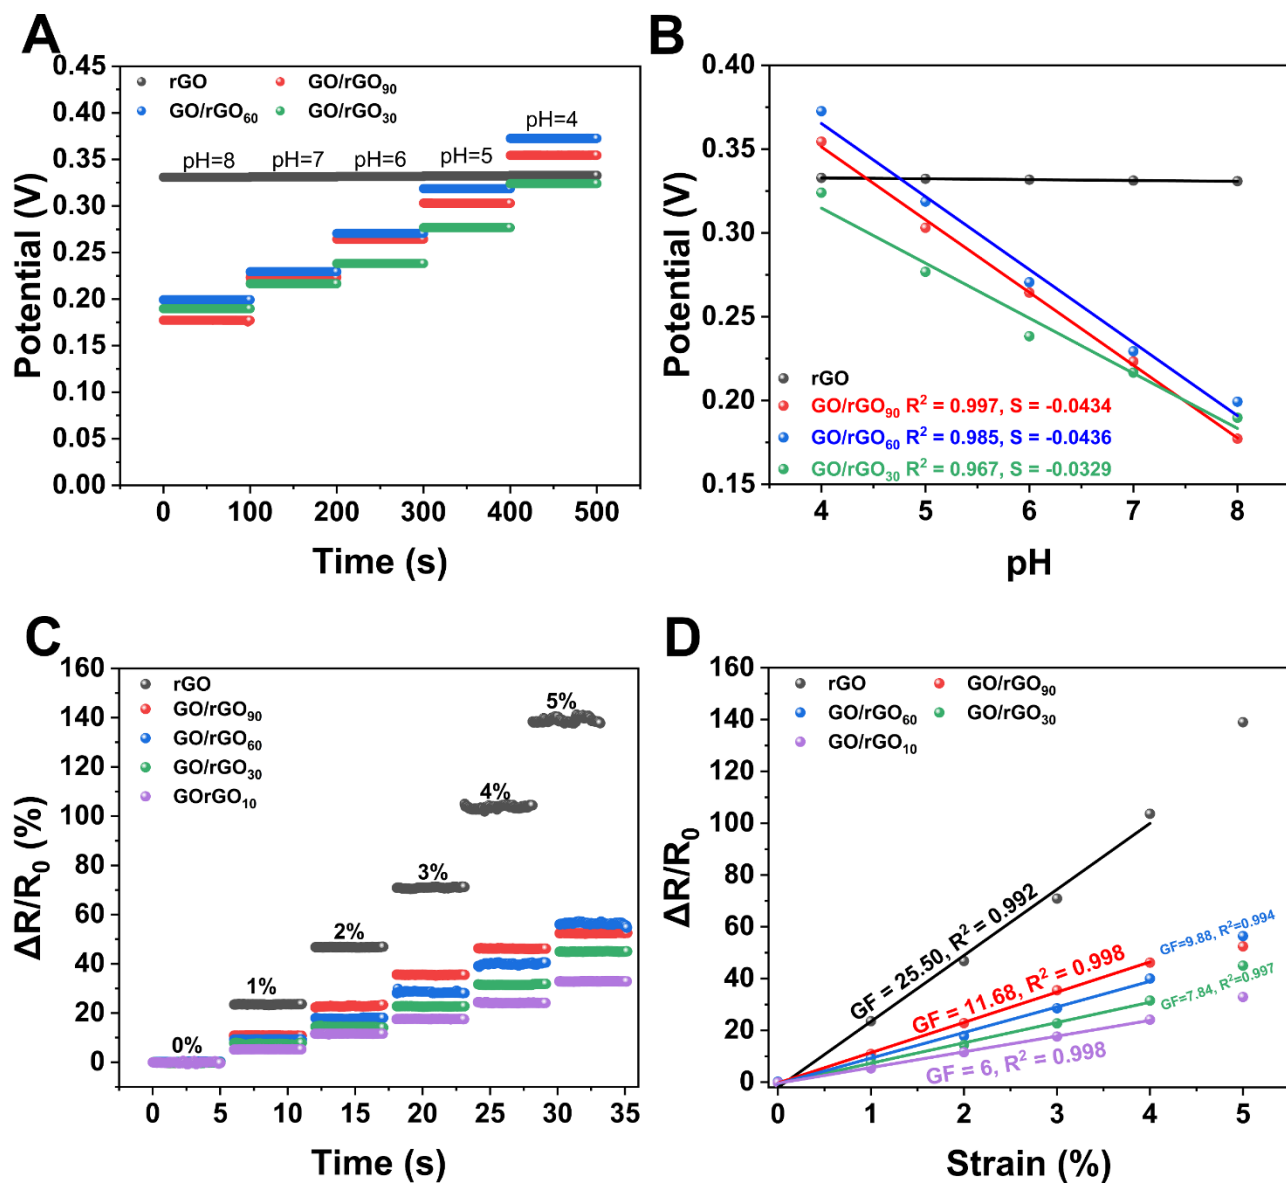 A
0.45
0.40
0.35
0.30
0.25
0.20
0.15
0.10
0.05
0.00
Potential (V)
rGO
GO/rGO90
GO/rGO60
GO/rGO30
pH=8
pH=7
pH=6
pH=5
pH=4
0 100 200 300 400 500
Time (s)
B
0.40
0.35
0.30
0.25
0.20
0.15
Potential (V)
rGO
GO/rGO90 R² = 0.997, S = -0.0434
GO/rGO60 R² = 0.985, S = -0.0436
GO/rGO30 R² = 0.967, S = -0.0329
4 5 6 7 8
pH
C
160
140
120
100
80
60
40
20
0
ΔR/R0 (%)
rGO
GO/rGO90
GO/rGO60
GO/rGO30
GOrGO10
0%
1%
2%
3%
4%
5%
0 5 10 15 20 25 30 35
Time (s)
D
160
140
120
100
80
60
40
20
0
ΔR/R0
rGO
GO/rGO90
GO/rGO60
GO/rGO30
GO/rGO10
GF = 25.50, R² = 0.992
GF = 11.68, R² = 0.998
GF=9.88, R²=0.994
GF=7.84, R²=0.997
GF = 6, R² = 0.998
0 1 2 3 4 5
Strain (%)